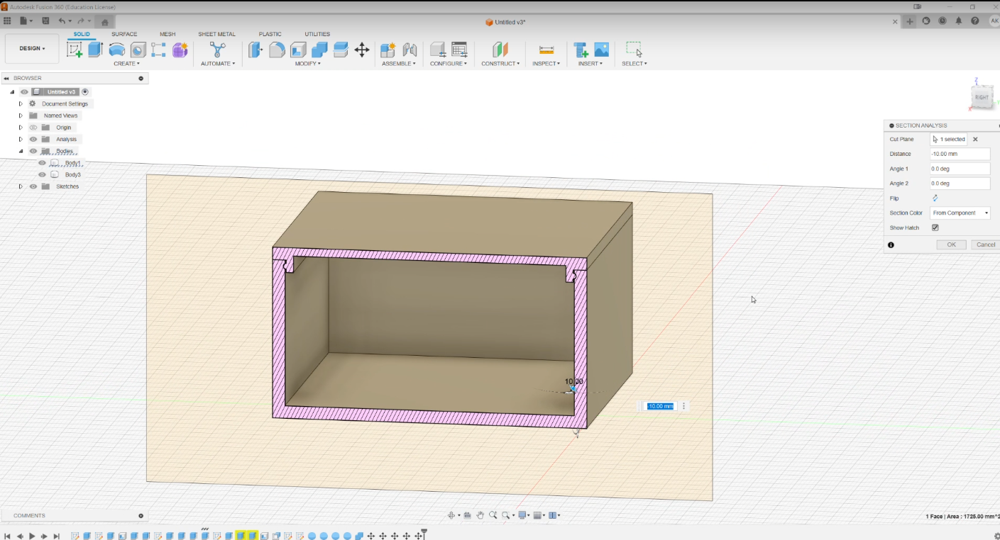 Autodesk Fusion 360 (Education License)
Untitled v3*
AK
SOLID SURFACE MESH SHEET METAL PLASTIC UTILITIES
DESIGN
CREATE AUTOMATE MODIFY ASSEMBLE CONFIGURE CONSTRUCT INSPECT INSERT SELECT
BROWSER
Untitled v3
Document Settings
Named Views
Origin
Analysis
Bodies
Body1
Body3
Sketches
Z
RIGHT
X
SECTION ANALYSIS
Cut Plane 1 selected
Distance -10.00 mm
Angle 1 0.0 deg
Angle 2 0.0 deg
Flip
Section Color From Component
Show Hatch
OK Cancel
10.00
-10.00 mm
COMMENTS
1 Face | Area : 1725.00 mm^2